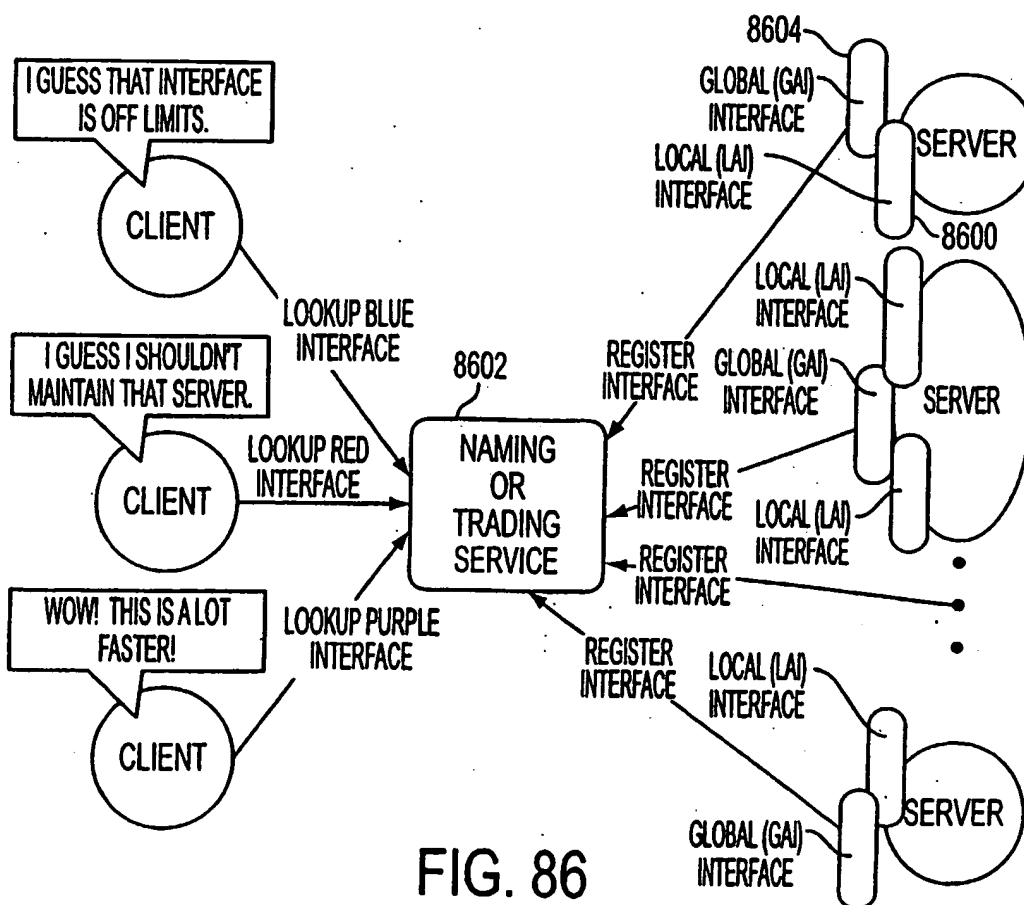 I GUESS THAT INTERFACE
IS OFF LIMITS.
CLIENT
LOOKUP BLUE
INTERFACE
I GUESS I SHOULDN'T
MAINTAIN THAT SERVER.
CLIENT
LOOKUP RED
INTERFACE
WOW! THIS IS A LOT
FASTER!
CLIENT
LOOKUP PURPLE
INTERFACE
8602
NAMING
OR
TRADING
SERVICE
8604
GLOBAL (GAI)
INTERFACE
LOCAL (LAI)
INTERFACE
SERVER
8600
REGISTER
INTERFACE
LOCAL (LAI)
INTERFACE
GLOBAL (GAI)
INTERFACE
SERVER
REGISTER
INTERFACE
LOCAL (LAI)
INTERFACE
REGISTER
INTERFACE
REGISTER
INTERFACE
LOCAL (LAI)
INTERFACE
SERVER
GLOBAL (GAI)
INTERFACE
FIG. 86